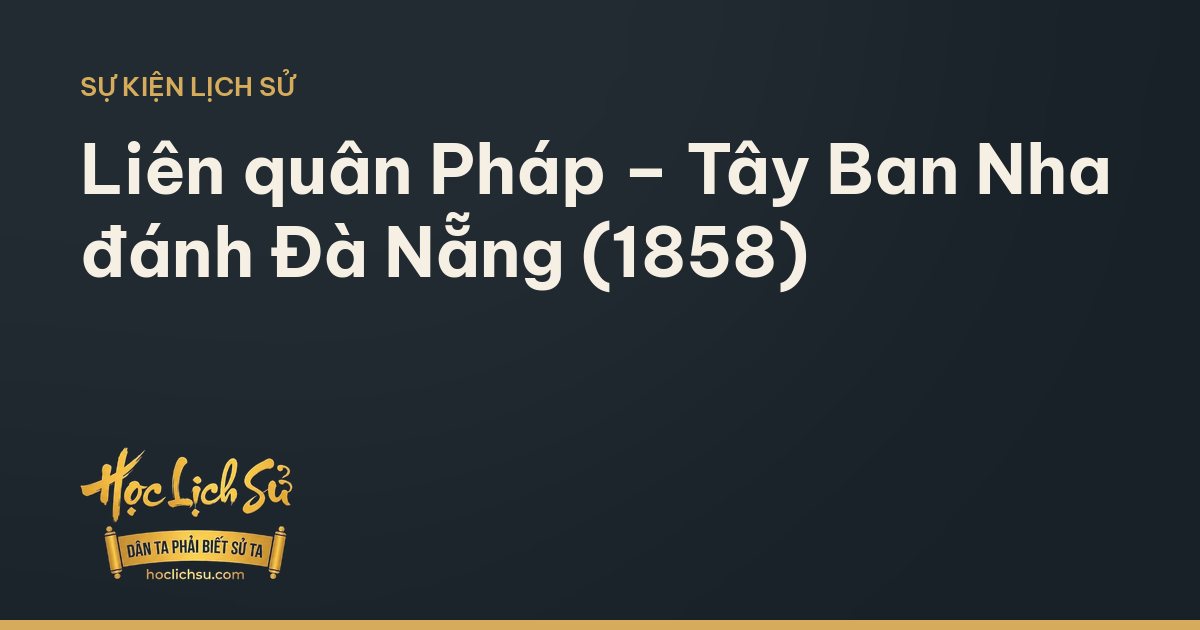 SỰ KIỆN LỊCH SỬ
Liên quân Pháp – Tây Ban Nha
đánh Đà Nẵng (1858)
Học Lịch Sử
DÂN TA PHẢI BIẾT SỬ TA
hoclichsu.com